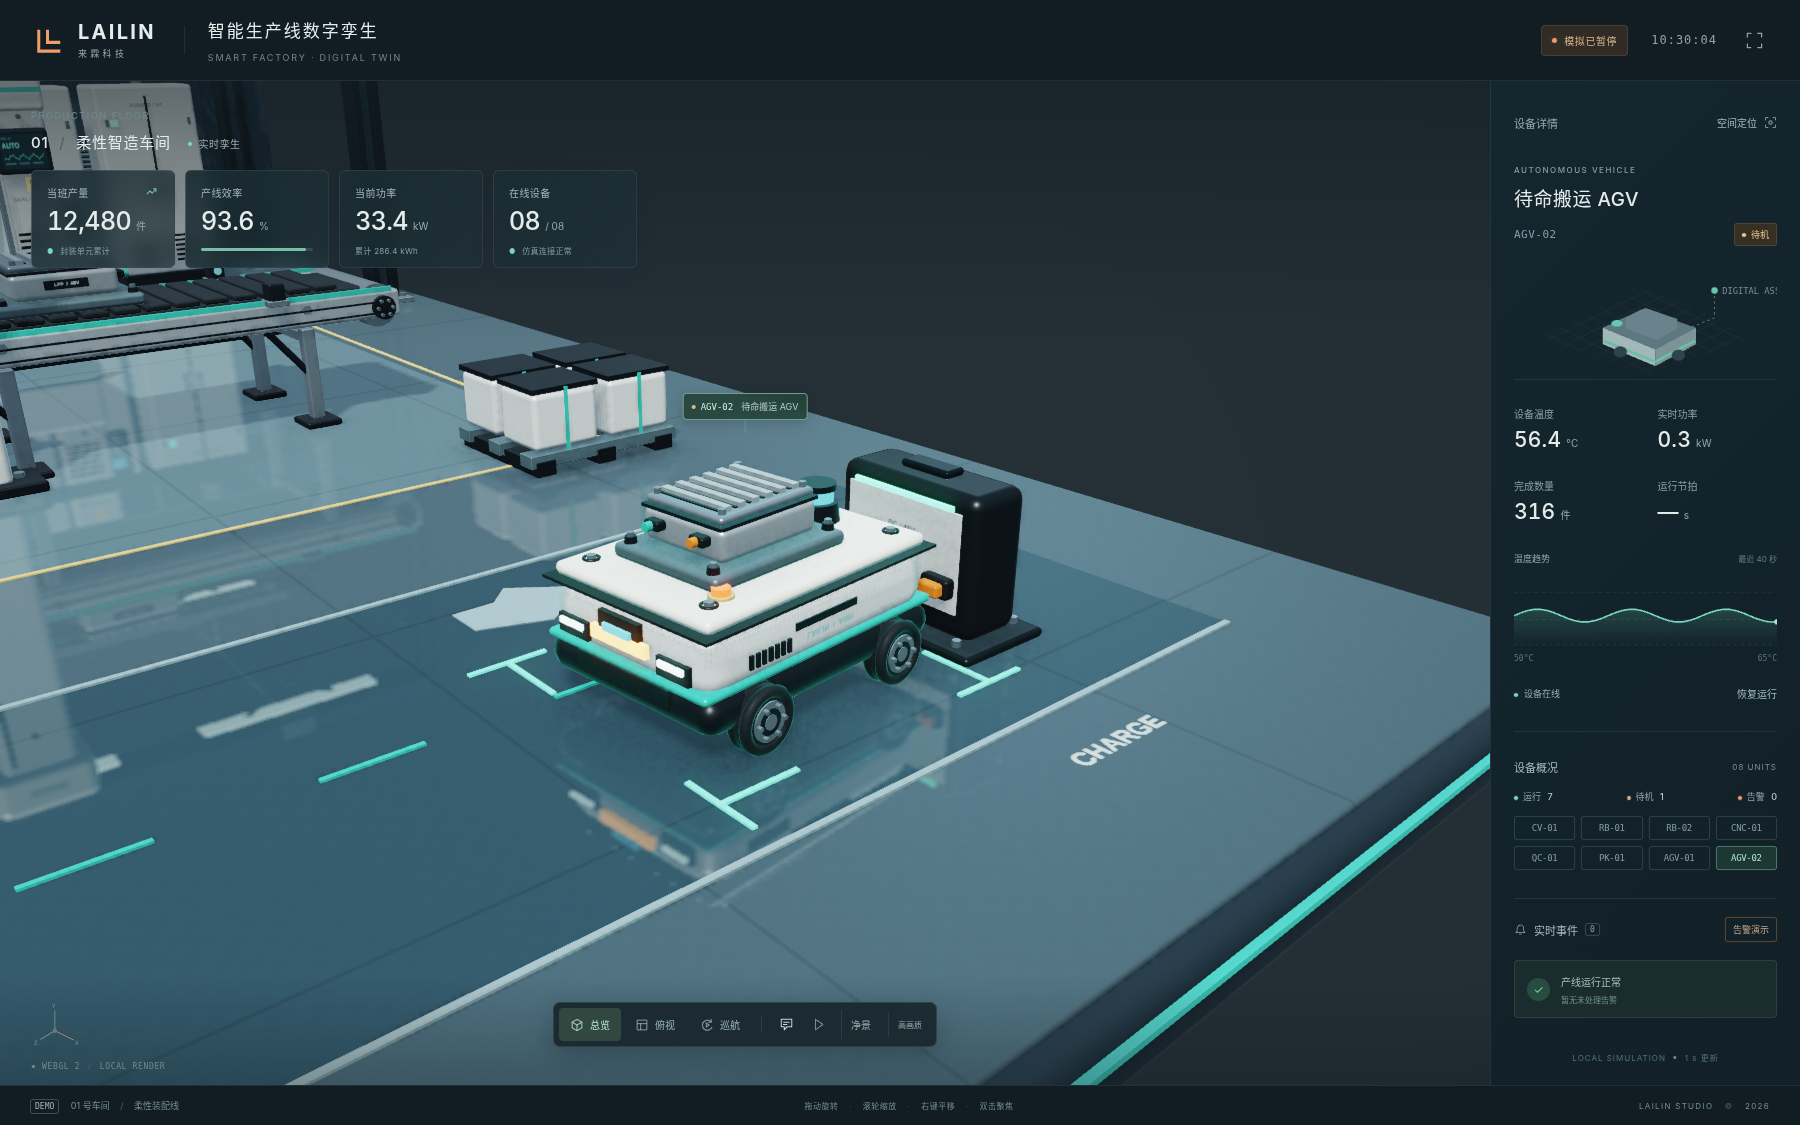 LAILIN
来霖科技
智能生产线数字孪生
SMART FACTORY · DIGITAL TWIN
模拟已暂停
10:30:04
PRODUCTION FLOOR
01 / 柔性智造车间
实时孪生
当班产量
12,480 件
封装单元累计
产线效率
93.6 %
当前功率
33.4 kW
累计 286.4 kWh
在线设备
08 / 08
仿真连接正常
AUTO
AGV-02 待命搬运 AGV
CHARGE
设备详情
空间定位
AUTONOMOUS VEHICLE
待命搬运 AGV
AGV-02
待机
DIGITAL ASS
设备温度
56.4 °C
实时功率
0.3 kW
完成数量
316 件
运行节拍
— s
温度趋势
最近 40 秒
50°C
65°C
设备在线
恢复运行
设备概况
08 UNITS
运行 7
待机 1
告警 0
CV-01
RB-01
RB-02
CNC-01
QC-01
PK-01
AGV-01
AGV-02
实时事件 0
告警演示
产线运行正常
暂无未处理告警
LOCAL SIMULATION • 1 s 更新
Y
Z
X
WEBGL 2 / LOCAL RENDER
总览
俯视
巡航
净景
高画质
DEMO
01 号车间 / 柔性装配线
拖动旋转 · 滚轮缩放 · 右键平移 · 双击聚焦
LAILIN STUDIO © 2026